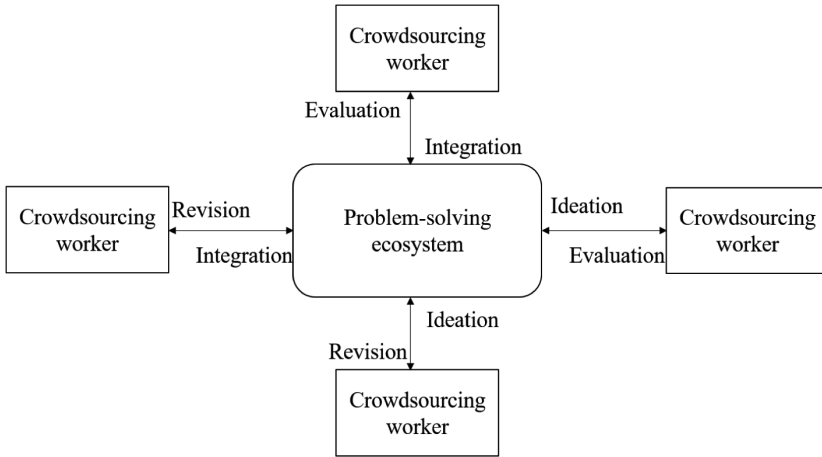 Crowdsourcing
worker
Evaluation
Integration
Crowdsourcing
worker
Revision
Integration
Problem-solving
ecosystem
Ideation
Evaluation
Crowdsourcing
worker
Ideation
Revision
Crowdsourcing
worker